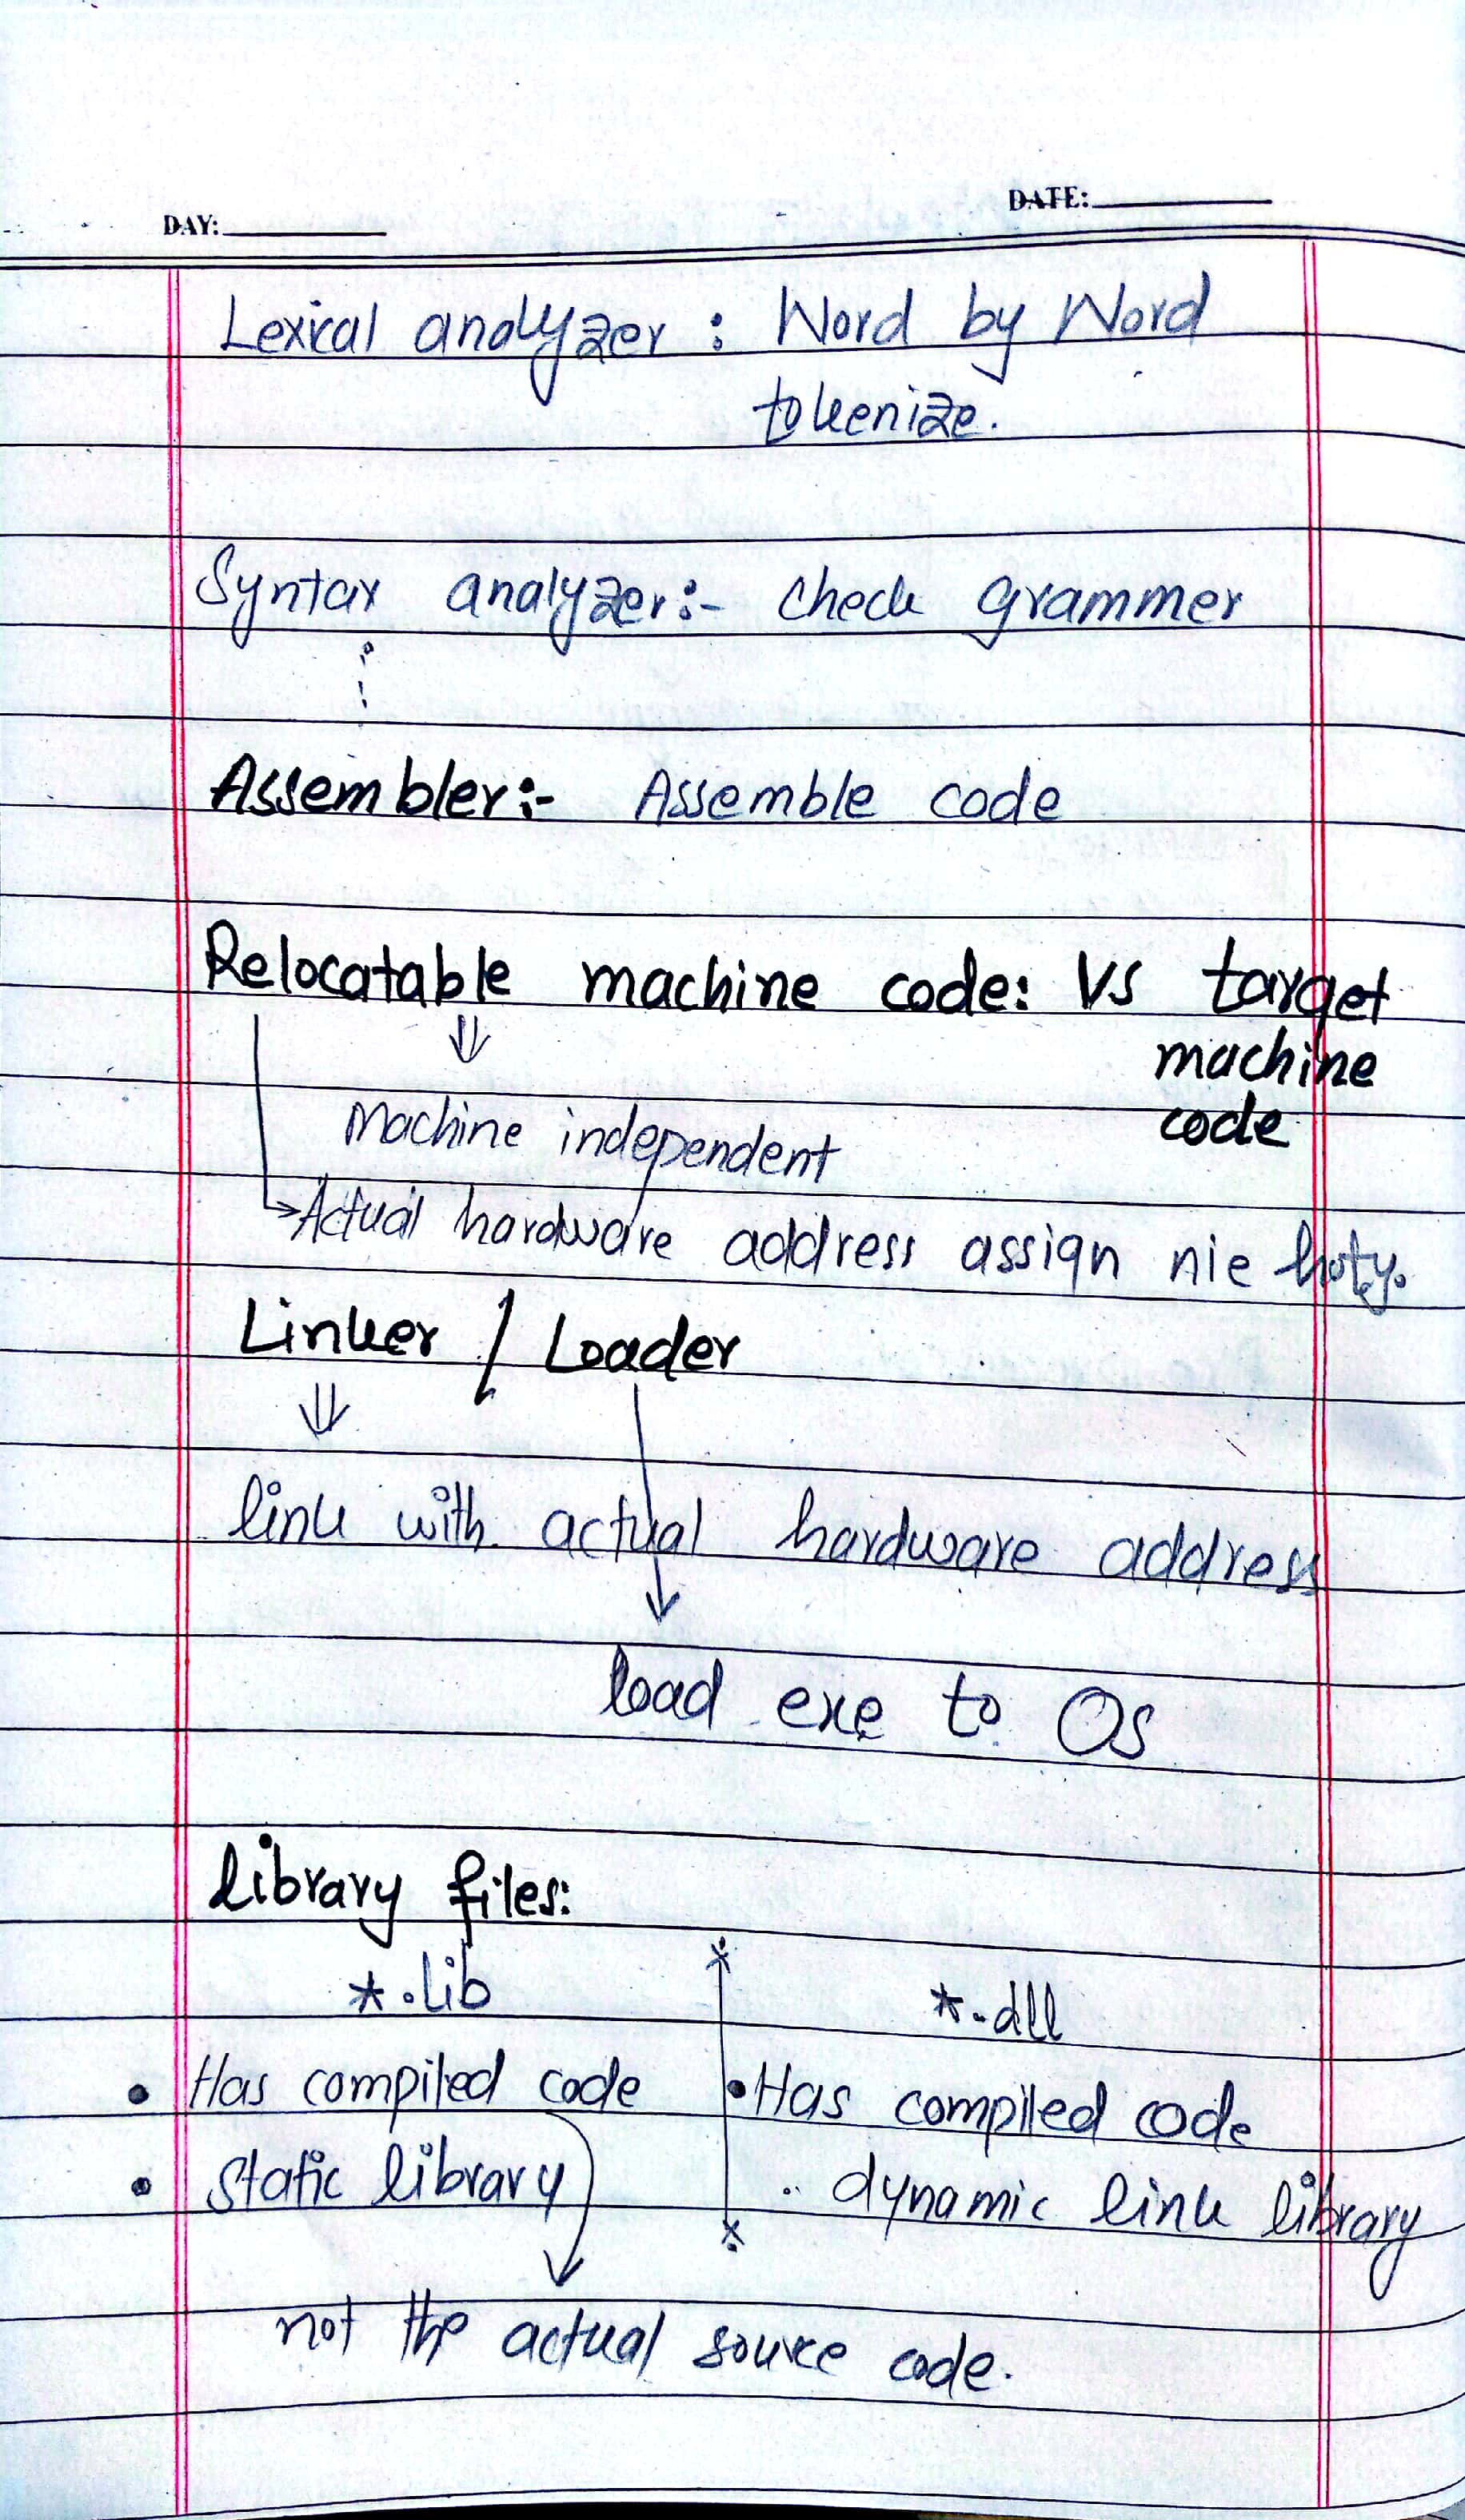 DAY:
DATE:
Lexical analyzer : Word by Word
tokenize.
Syntax analyzer:- check grammer
Assembler:- Assemble code
Relocatable machine code: VS target
machine
code
Machine independent
Actual hardware address assign nie hoty.
Linker / Loader
link with actual hardware address
load exe to OS
Library files:
*.lib
*.dll
• Has compiled code
• Has compiled code
• static library
.. dynamic link library
not the actual source code.